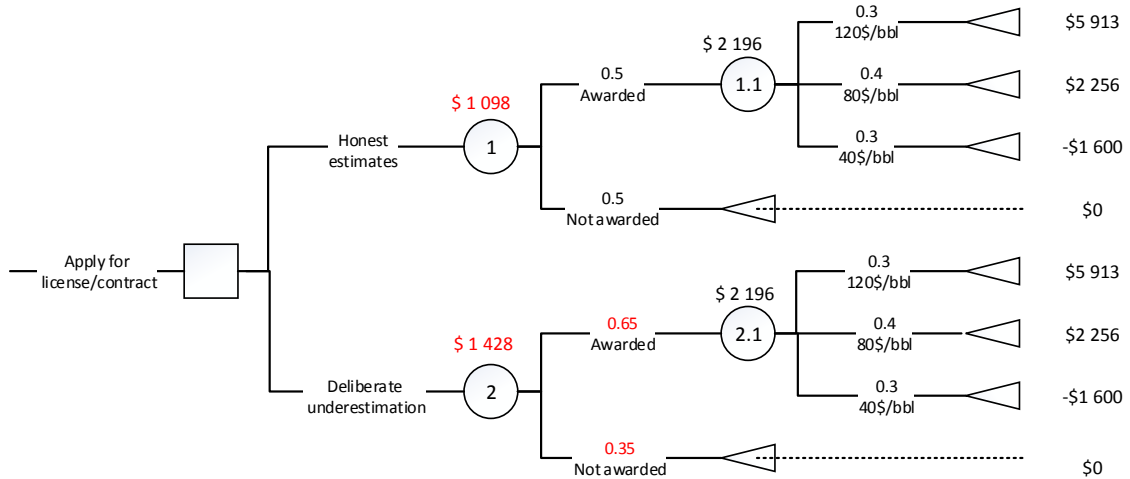 0.3
120$/bbl
$5 913
$ 2 196
0.5
Awarded
1.1
0.4
80$/bbl
$2 256
$ 1 098
Honest
estimates
1
0.3
40$/bbl
-$1 600
0.5
Not awarded
$0
Apply for
license/contract
0.3
120$/bbl
$5 913
$ 2 196
0.65
Awarded
2.1
0.4
80$/bbl
$2 256
$ 1 428
Deliberate
underestimation
2
0.3
40$/bbl
-$1 600
0.35
Not awarded
$0